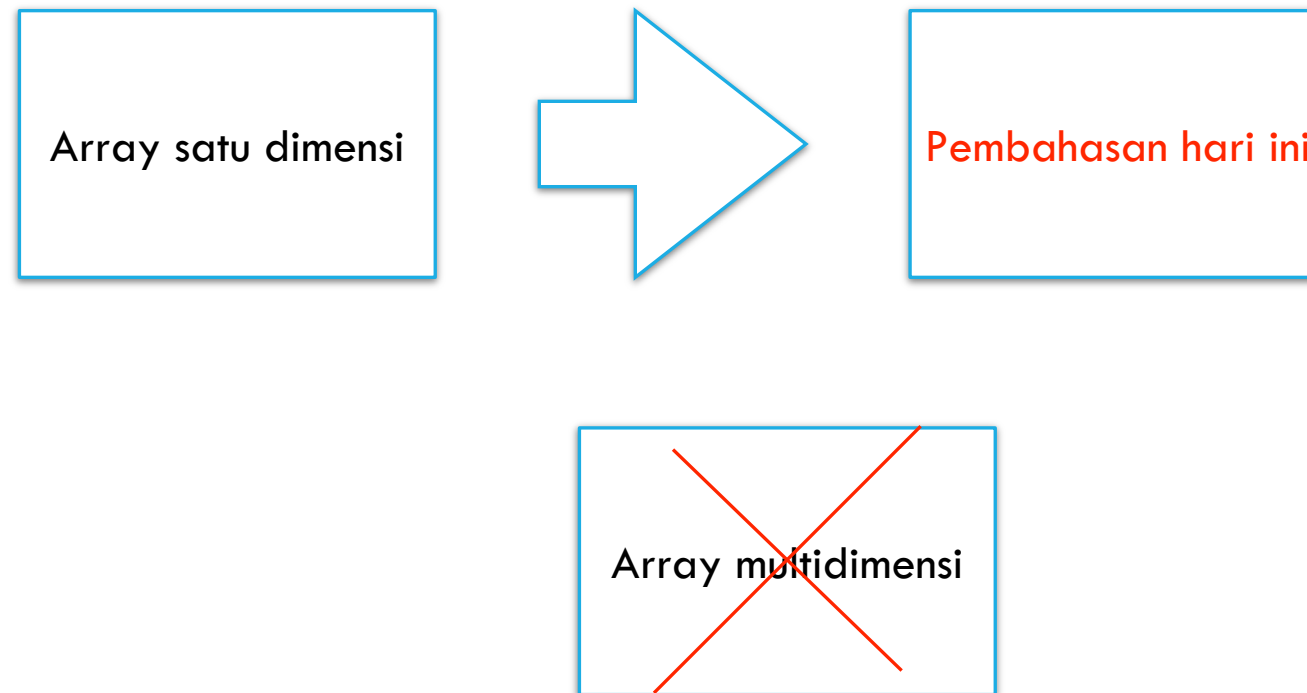 Array satu dimensi
Pembahasan hari ini
Array multidimensi